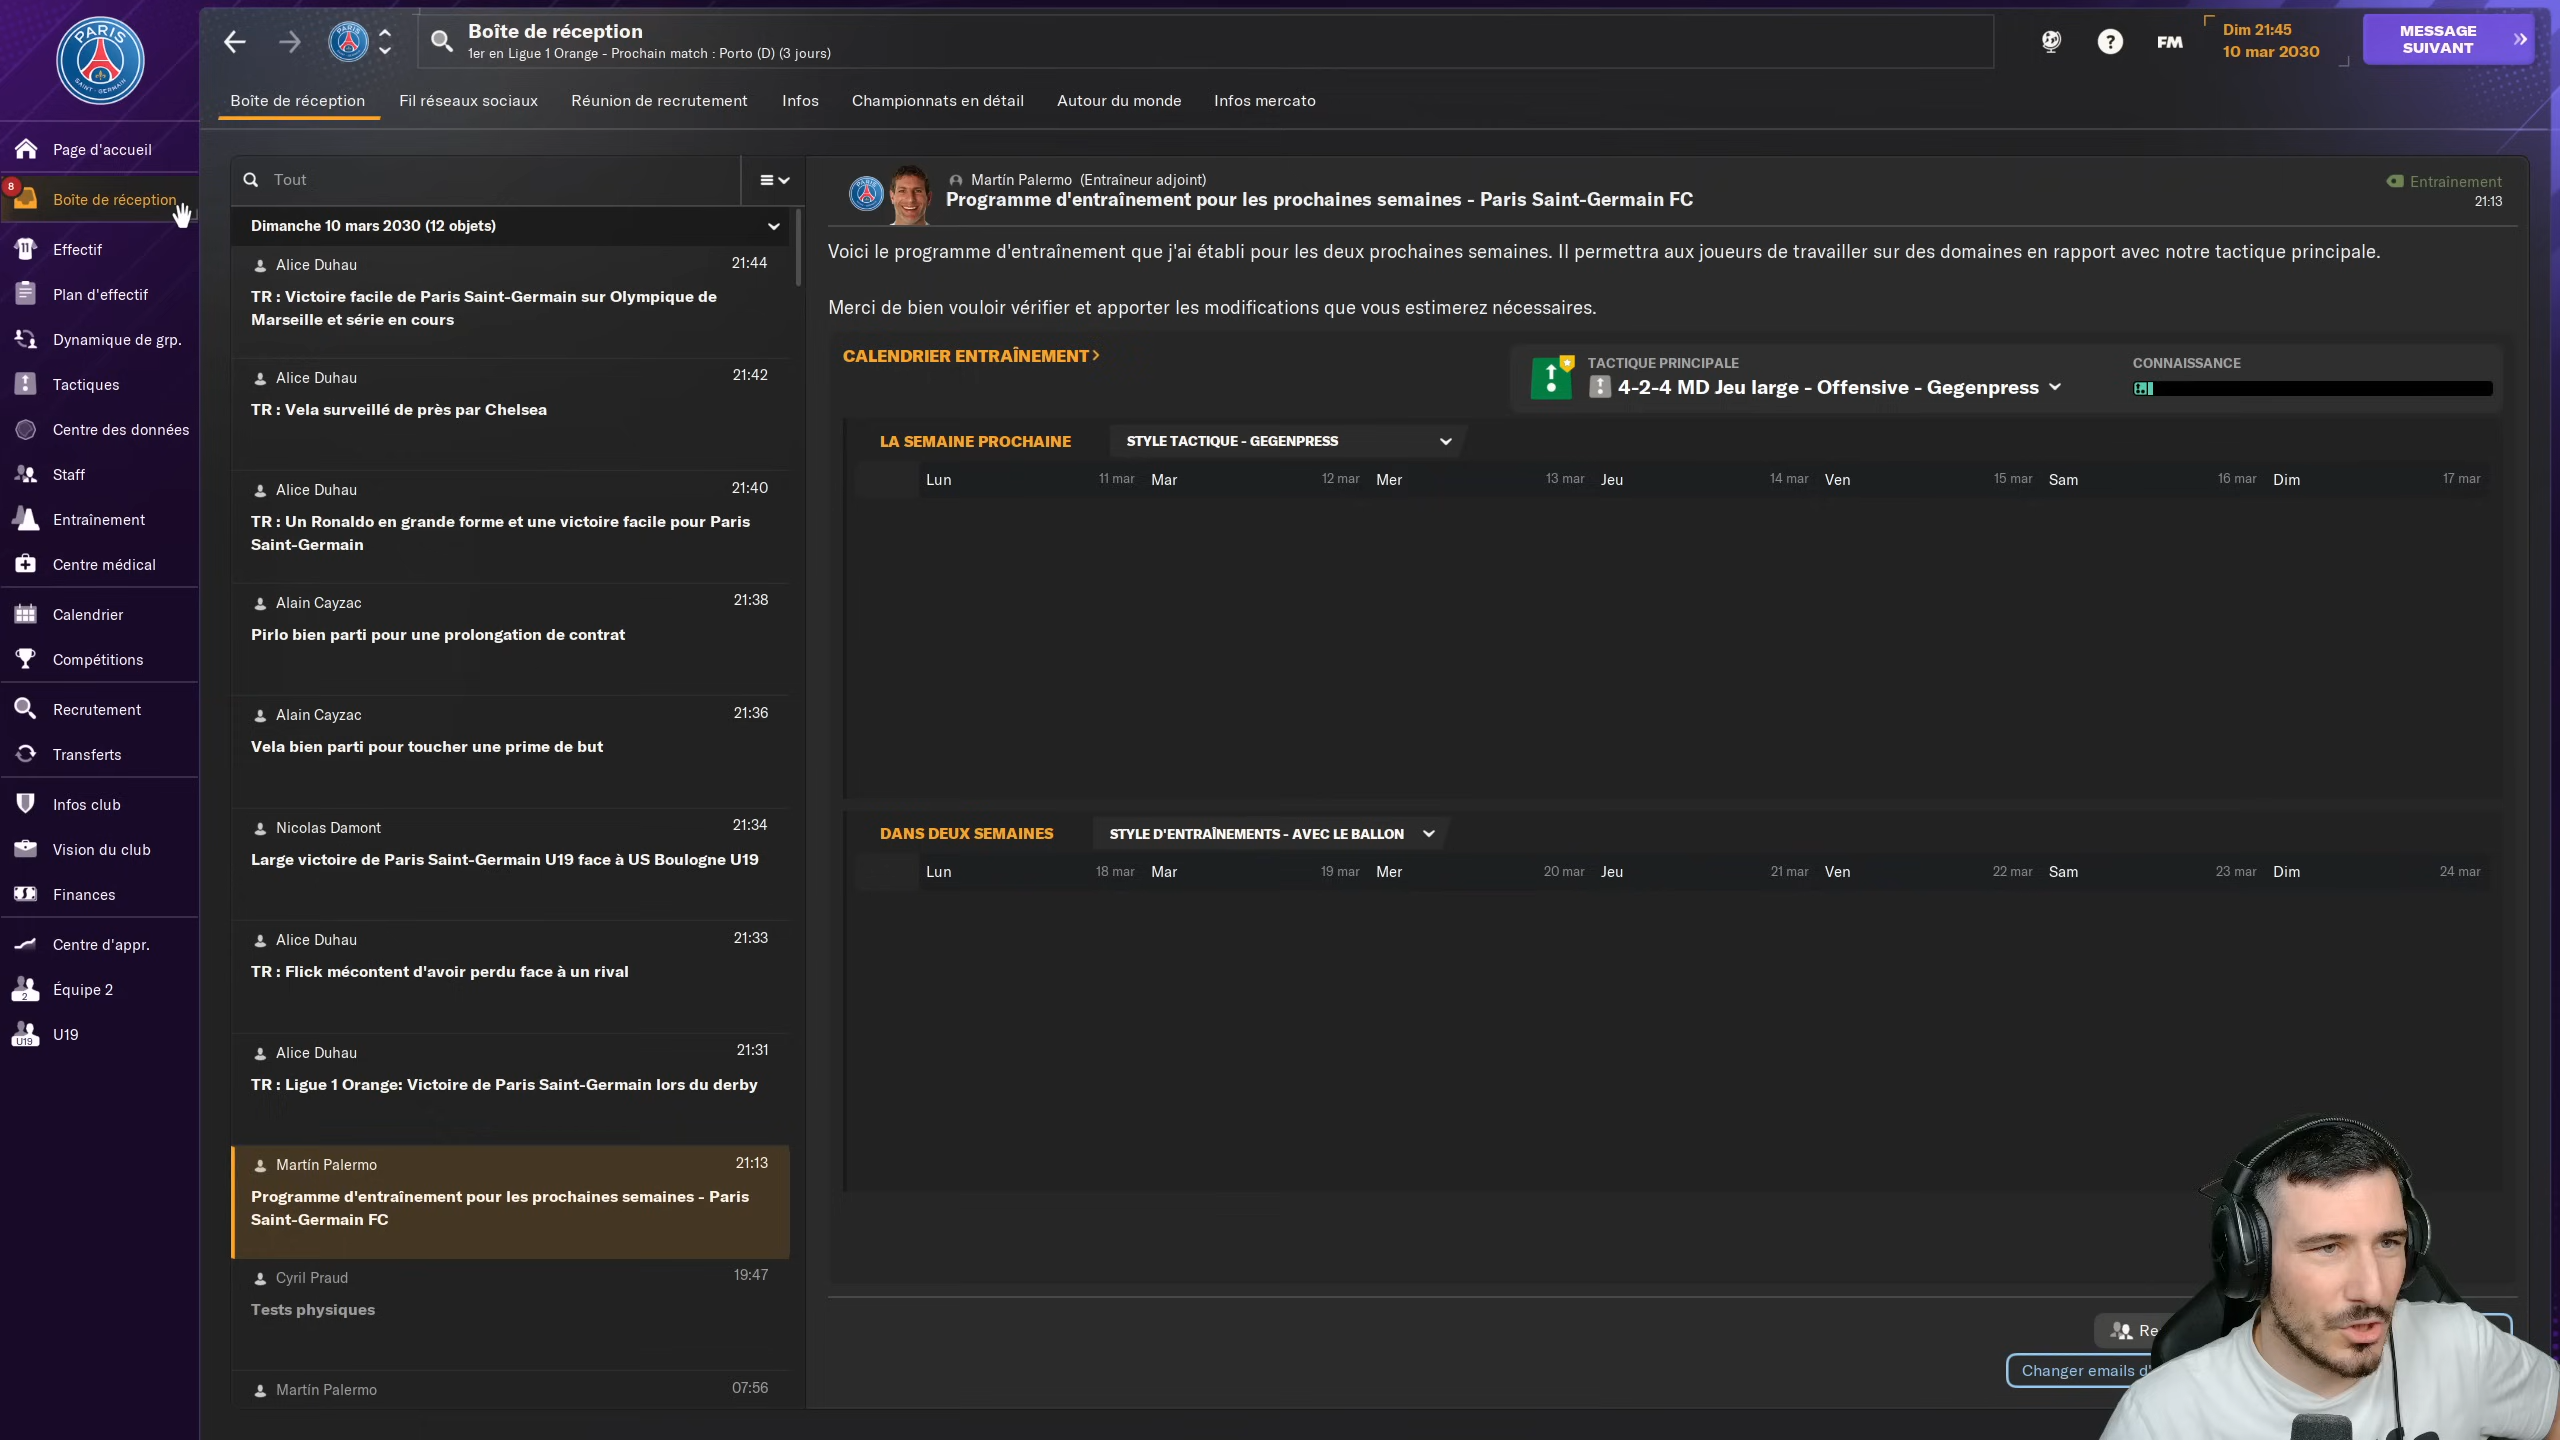 PARIS
SAINT-GERMAIN
Boîte de réception
1er en Ligue 1 Orange - Prochain match : Porto (D) (3 jours)
FM
Dim 21:45
10 mar 2030
MESSAGE
SUIVANT
Boîte de réception
Fil réseaux sociaux
Réunion de recrutement
Infos
Championnats en détail
Autour du monde
Infos mercato
Page d'accueil
8
Boîte de réception
Effectif
Plan d'effectif
Dynamique de grp.
Tactiques
Centre des données
Staff
Entraînement
Centre médical
Calendrier
Compétitions
Recrutement
Transferts
Infos club
Vision du club
Finances
Centre d'appr.
2
Équipe 2
U19
U19
Tout
Dimanche 10 mars 2030 (12 objets)
Alice Duhau
21:44
TR : Victoire facile de Paris Saint-Germain sur Olympique de
Marseille et série en cours
Alice Duhau
21:42
TR : Vela surveillé de près par Chelsea
Alice Duhau
21:40
TR : Un Ronaldo en grande forme et une victoire facile pour Paris
Saint-Germain
Alain Cayzac
21:38
Pirlo bien parti pour une prolongation de contrat
Alain Cayzac
21:36
Vela bien parti pour toucher une prime de but
Nicolas Damont
21:34
Large victoire de Paris Saint-Germain U19 face à US Boulogne U19
Alice Duhau
21:33
TR : Flick mécontent d'avoir perdu face à un rival
Alice Duhau
21:31
TR : Ligue 1 Orange: Victoire de Paris Saint-Germain lors du derby
Martín Palermo
21:13
Programme d'entraînement pour les prochaines semaines - Paris
Saint-Germain FC
Cyril Praud
19:47
Tests physiques
Martín Palermo
07:56
Martín Palermo (Entraîneur adjoint)
Programme d'entraînement pour les prochaines semaines - Paris Saint-Germain FC
Entrainement
21:13
Voici le programme d'entraînement que j'ai établi pour les deux prochaines semaines. Il permettra aux joueurs de travailler sur des domaines en rapport avec notre tactique principale.
Merci de bien vouloir vérifier et apporter les modifications que vous estimerez nécessaires.
CALENDRIER ENTRAÎNEMENT
TACTIQUE PRINCIPALE
4-2-4 MD Jeu large - Offensive - Gegenpress
CONNAISSANCE
LA SEMAINE PROCHAINE
STYLE TACTIQUE - GEGENPRESS
Lun 11 mar Mar 12 mar Mer 13 mar Jeu 14 mar Ven 15 mar Sam 16 mar Dim 17 mar
DANS DEUX SEMAINES
STYLE D'ENTRAÎNEMENTS - AVEC LE BALLON
Lun 18 mar Mar 19 mar Mer 20 mar Jeu 21 mar Ven 22 mar Sam 23 mar Dim 24 mar
Changer emails